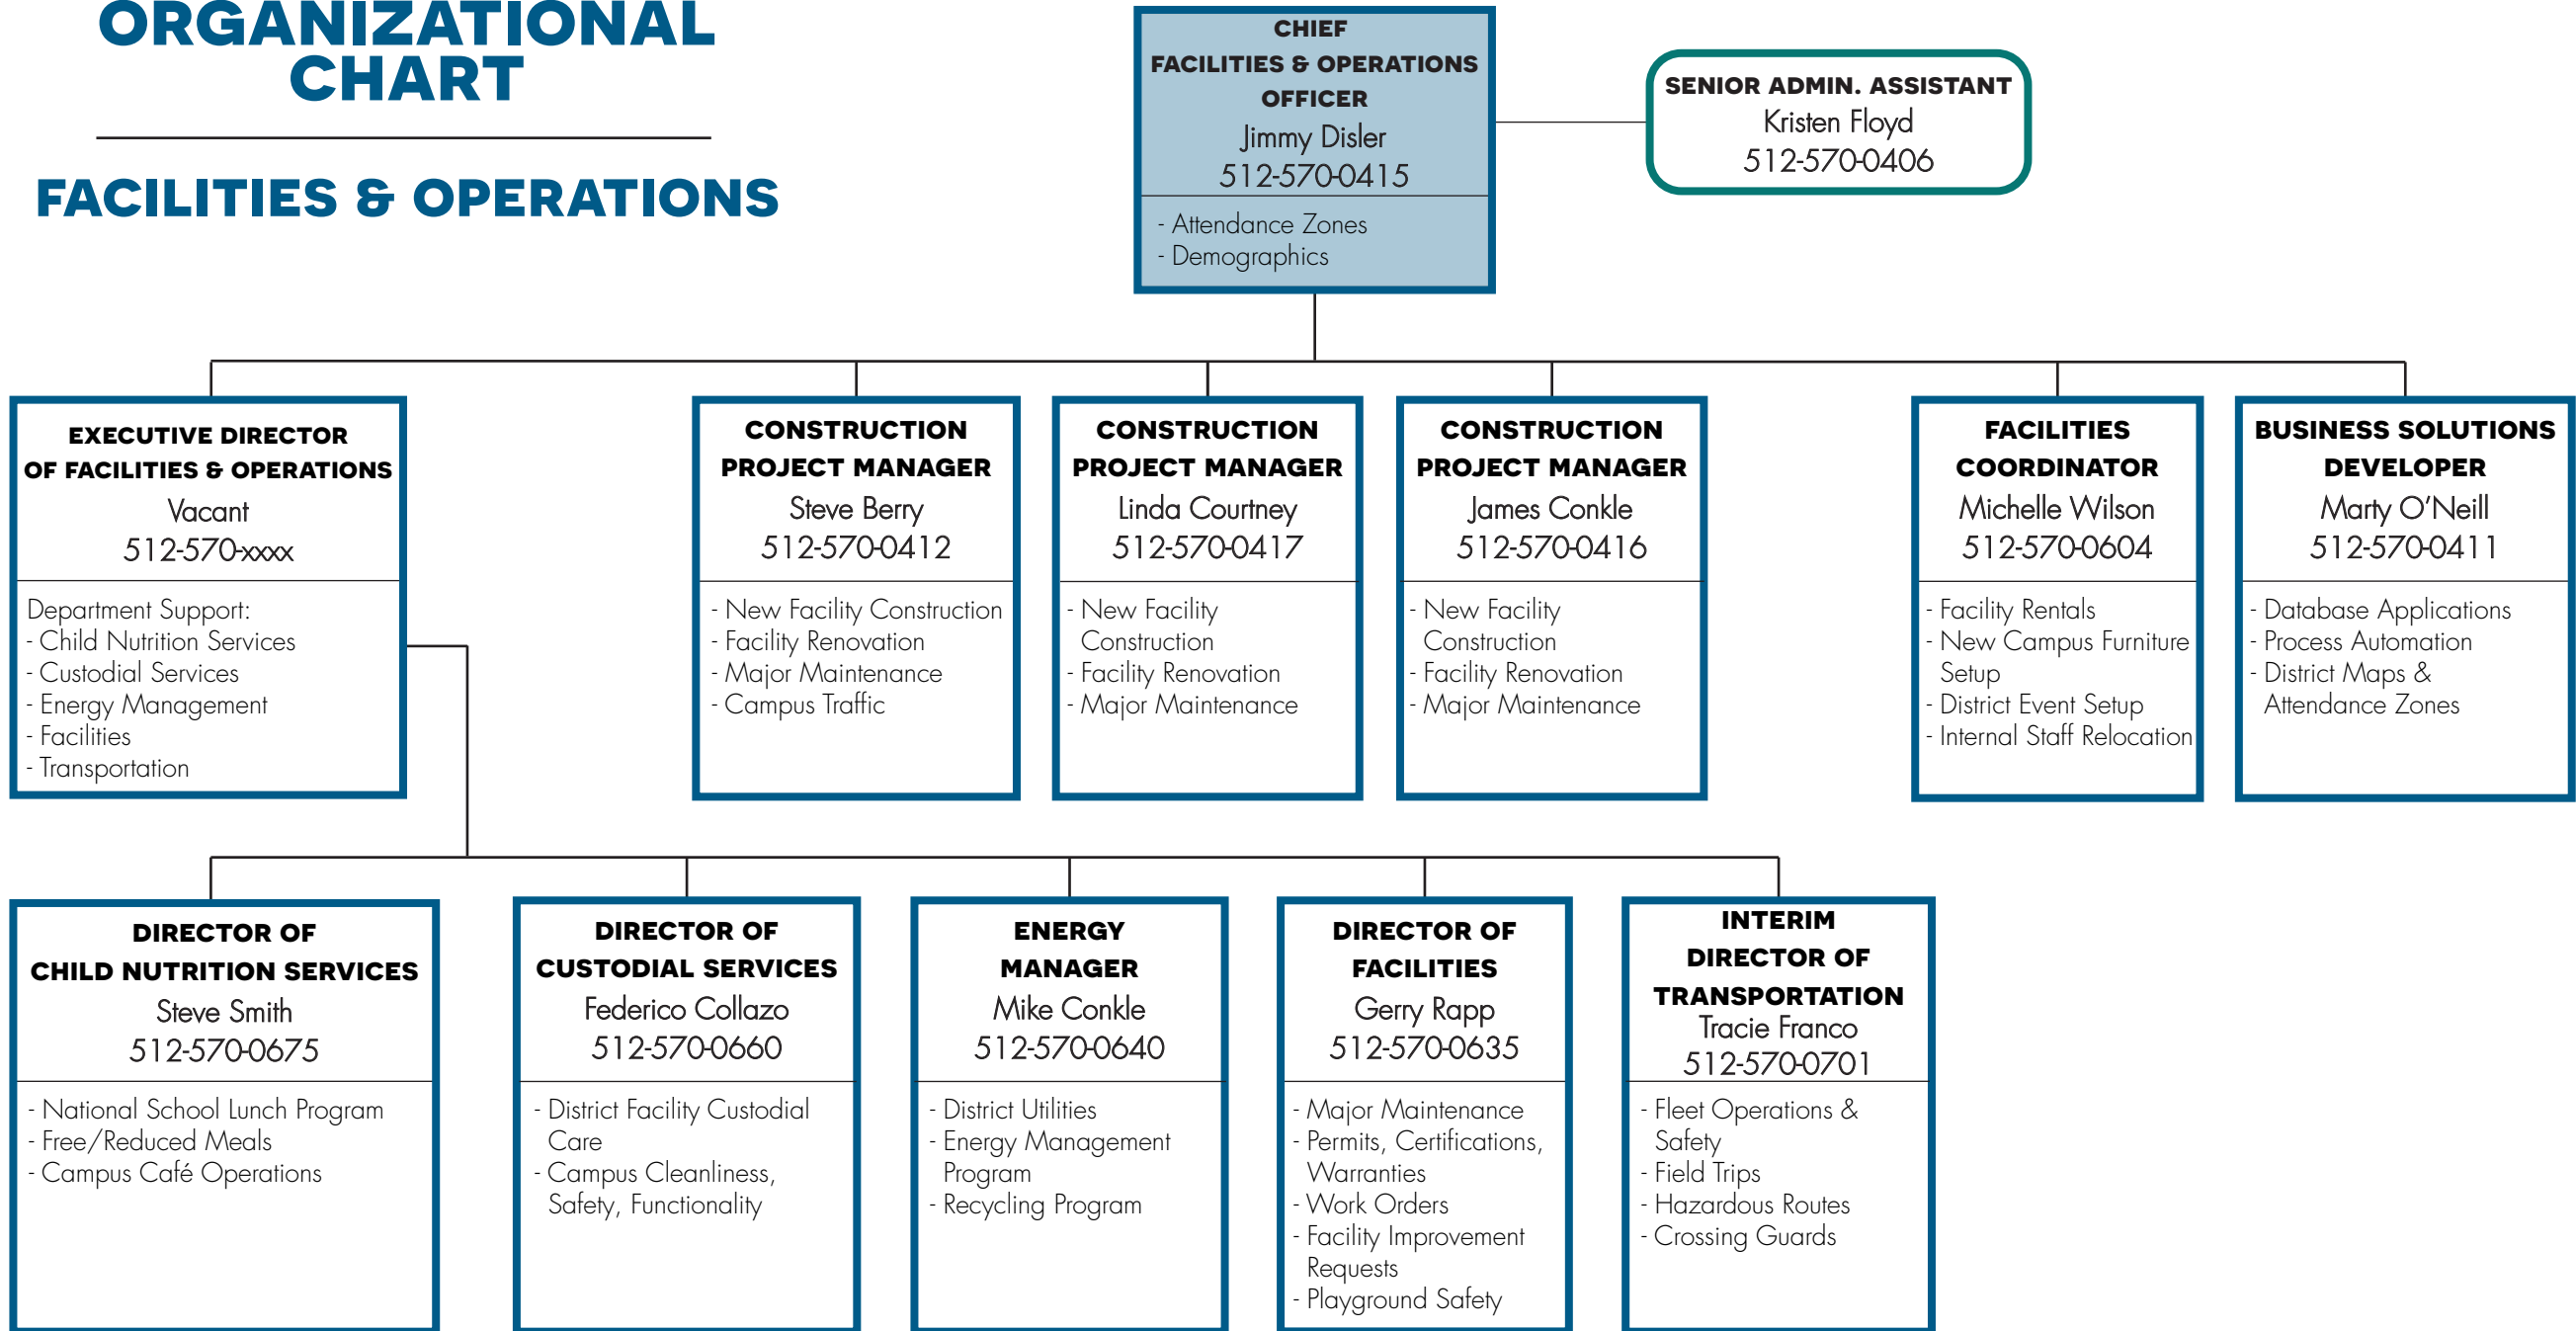 ORGANIZATIONAL
CHART
FACILITIES & OPERATIONS
CHIEF
FACILITIES & OPERATIONS
OFFICER
Jimmy Disler
512-570-0415
- Attendance Zones
- Demographics
SENIOR ADMIN. ASSISTANT
Kristen Floyd
512-570-0406
EXECUTIVE DIRECTOR
OF FACILITIES & OPERATIONS
Vacant
512-570-xxxx
Department Support:
- Child Nutrition Services
- Custodial Services
- Energy Management
- Facilities
- Transportation
CONSTRUCTION
PROJECT MANAGER
Steve Berry
512-570-0412
- New Facility Construction
- Facility Renovation
- Major Maintenance
- Campus Traffic
CONSTRUCTION
PROJECT MANAGER
Linda Courtney
512-570-0417
- New Facility
Construction
- Facility Renovation
- Major Maintenance
CONSTRUCTION
PROJECT MANAGER
James Conkle
512-570-0416
- New Facility
Construction
- Facility Renovation
- Major Maintenance
FACILITIES
COORDINATOR
Michelle Wilson
512-570-0604
- Facility Rentals
- New Campus Furniture
Setup
- District Event Setup
- Internal Staff Relocation
BUSINESS SOLUTIONS
DEVELOPER
Marty O'Neill
512-570-0411
- Database Applications
- Process Automation
- District Maps &
Attendance Zones
DIRECTOR OF
CHILD NUTRITION SERVICES
Steve Smith
512-570-0675
- National School Lunch Program
- Free/Reduced Meals
- Campus Café Operations
DIRECTOR OF
CUSTODIAL SERVICES
Federico Collazo
512-570-0660
- District Facility Custodial
Care
- Campus Cleanliness,
Safety, Functionality
ENERGY
MANAGER
Mike Conkle
512-570-0640
- District Utilities
- Energy Management
Program
- Recycling Program
DIRECTOR OF
FACILITIES
Gerry Rapp
512-570-0635
- Major Maintenance
- Permits, Certifications,
Warranties
- Work Orders
- Facility Improvement
Requests
- Playground Safety
INTERIM
DIRECTOR OF
TRANSPORTATION
Tracie Franco
512-570-0701
- Fleet Operations &
Safety
- Field Trips
- Hazardous Routes
- Crossing Guards